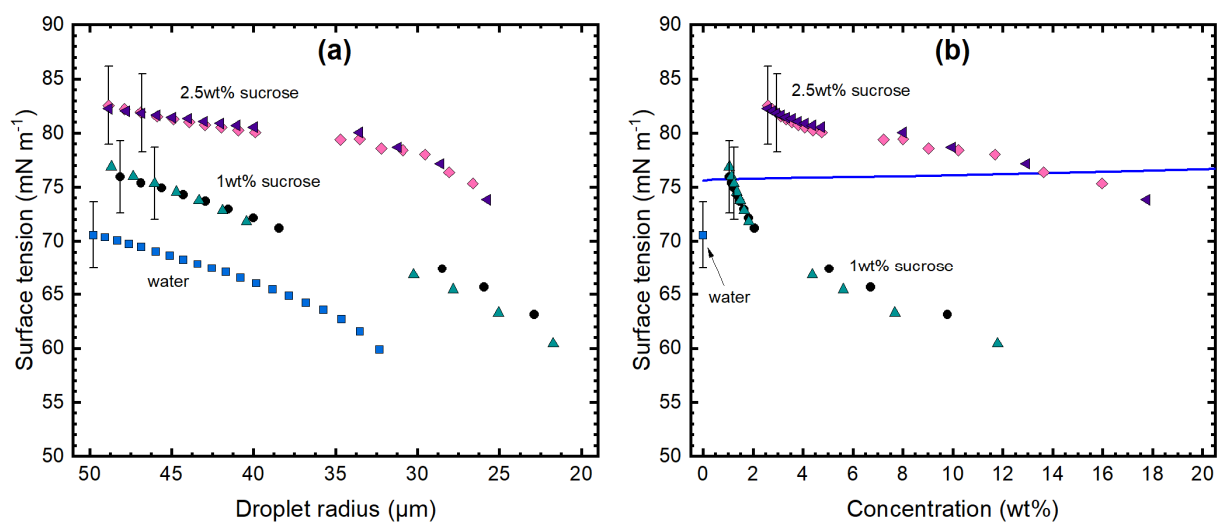 (a)
90
85
80
75
70
65
60
55
50
Surface tension (mN m⁻¹)
2.5wt% sucrose
1wt% sucrose
water
50 45 40 35 30 25 20
Droplet radius (µm)
(b)
90
85
80
75
70
65
60
55
50
Surface tension (mN m⁻¹)
2.5wt% sucrose
1wt% sucrose
water
0 2 4 6 8 10 12 14 16 18 20
Concentration (wt%)